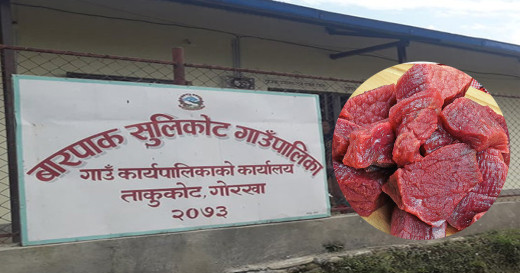 बारपाक सुलिकोट गाउँपालिका
गाउँ कार्यपालिकाको कार्यालय
ताकुकोट, गोरखा
२०७३